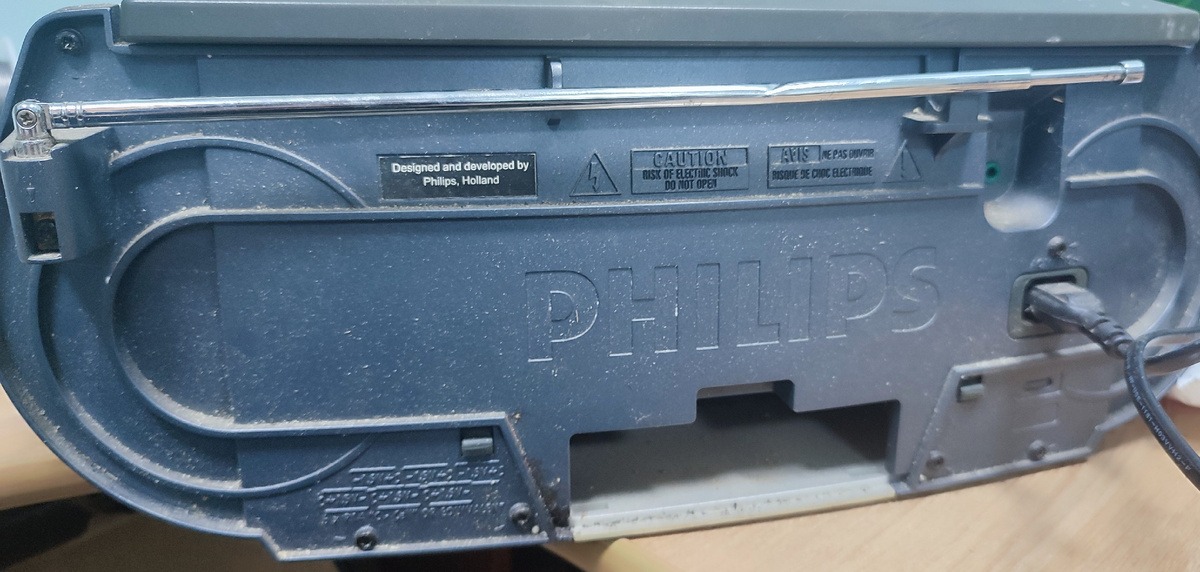 Designed and developed by
Philips, Holland
CAUTION
RISK OF ELECTRIC SHOCK
DO NOT OPEN
AVIS NE PAS OUVRIR
RISQUE DE CHOC ELECTRIQUE
PHILIPS